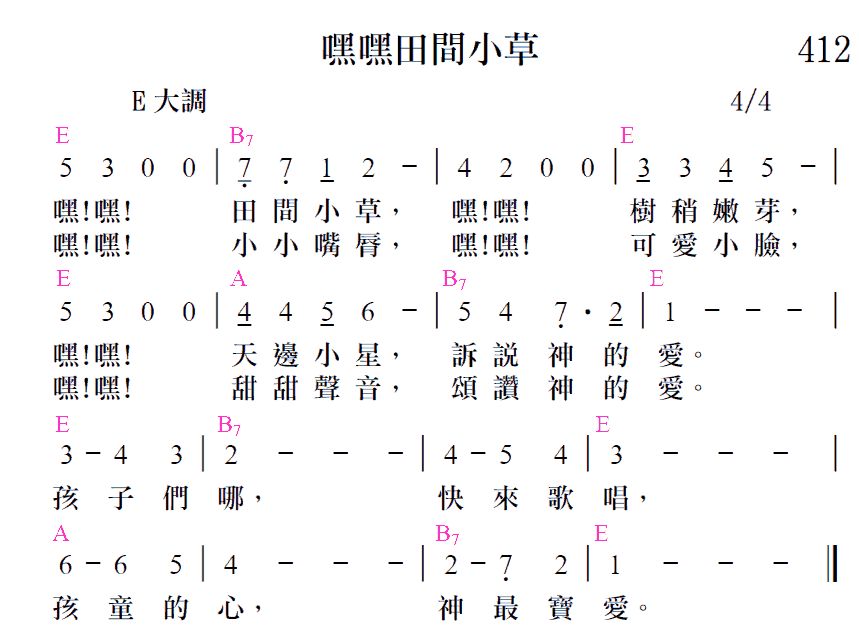 嘿嘿田間小草 412
E 大調 4/4
E B7 E
5 3 0 0 | 7̣ 7̣ 1 2 － | 4 2 0 0 | 3 3 4 5 － |
嘿!嘿! 田間小草， 嘿!嘿! 樹稍嫩芽，
嘿!嘿! 小小嘴唇， 嘿!嘿! 可愛小臉，
E A B7 E
5 3 0 0 | 4 4 5 6 － | 5 4 7̣ · 2 | 1 － － － |
嘿!嘿! 天邊小星， 訴説神的愛。
嘿!嘿! 甜甜聲音， 頌讚神的愛。
E B7 E
3 － 4 3 | 2 － － － | 4 － 5 4 | 3 － － － |
孩子們哪， 快來歌唱，
A B7 E
6 － 6 5 | 4 － － － | 2 － 7̣ 2 | 1 － － － ‖
孩童的心， 神最寶愛。